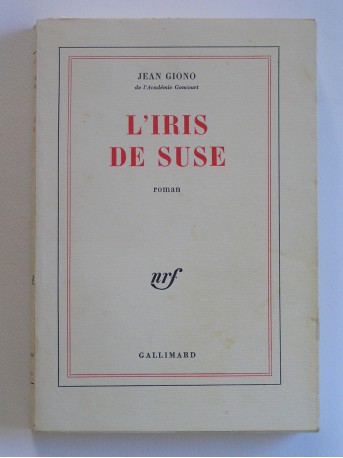 JEAN GIONO
de l'Académie Goncourt
L'IRIS
DE SUSE
roman
nrf
GALLIMARD